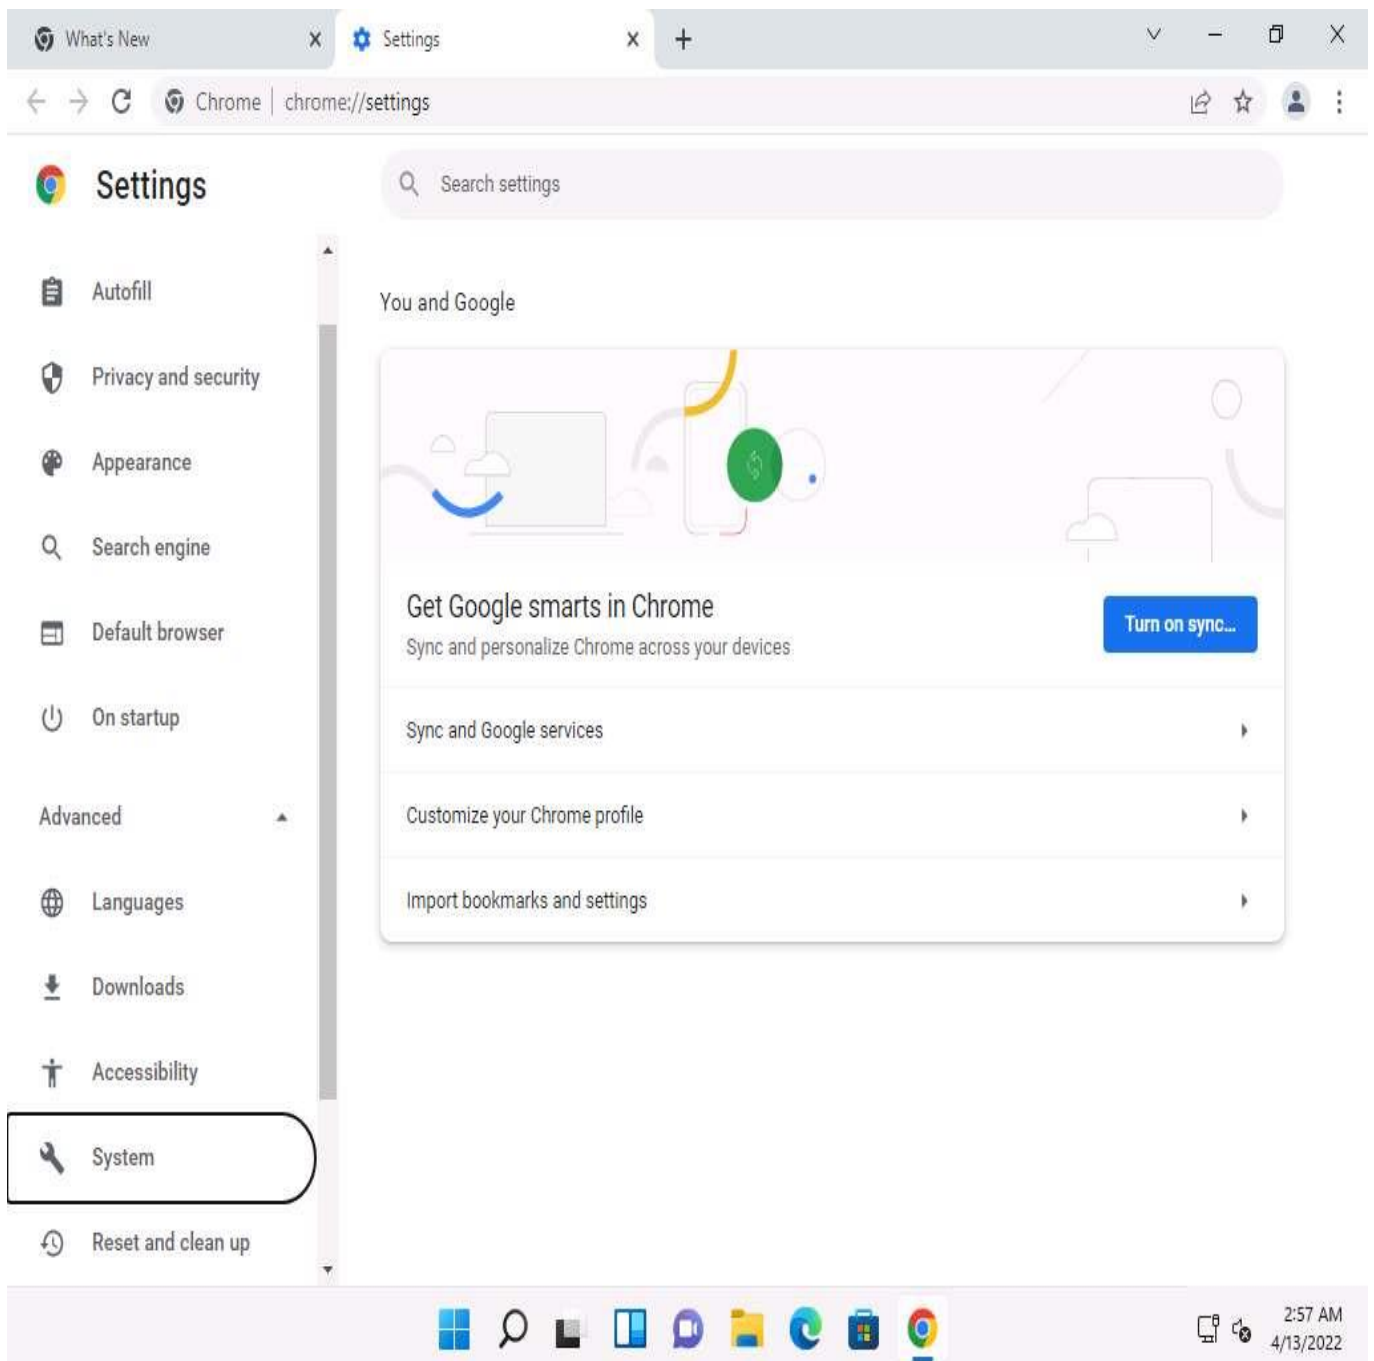 What's New
Settings
Chrome | chrome://settings
Settings
Search settings
Autofill
Privacy and security
Appearance
Search engine
Default browser
On startup
Advanced
Languages
Downloads
Accessibility
System
Reset and clean up
You and Google
Get Google smarts in Chrome
Sync and personalize Chrome across your devices
Turn on sync...
Sync and Google services
Customize your Chrome profile
Import bookmarks and settings
2:57 AM
4/13/2022